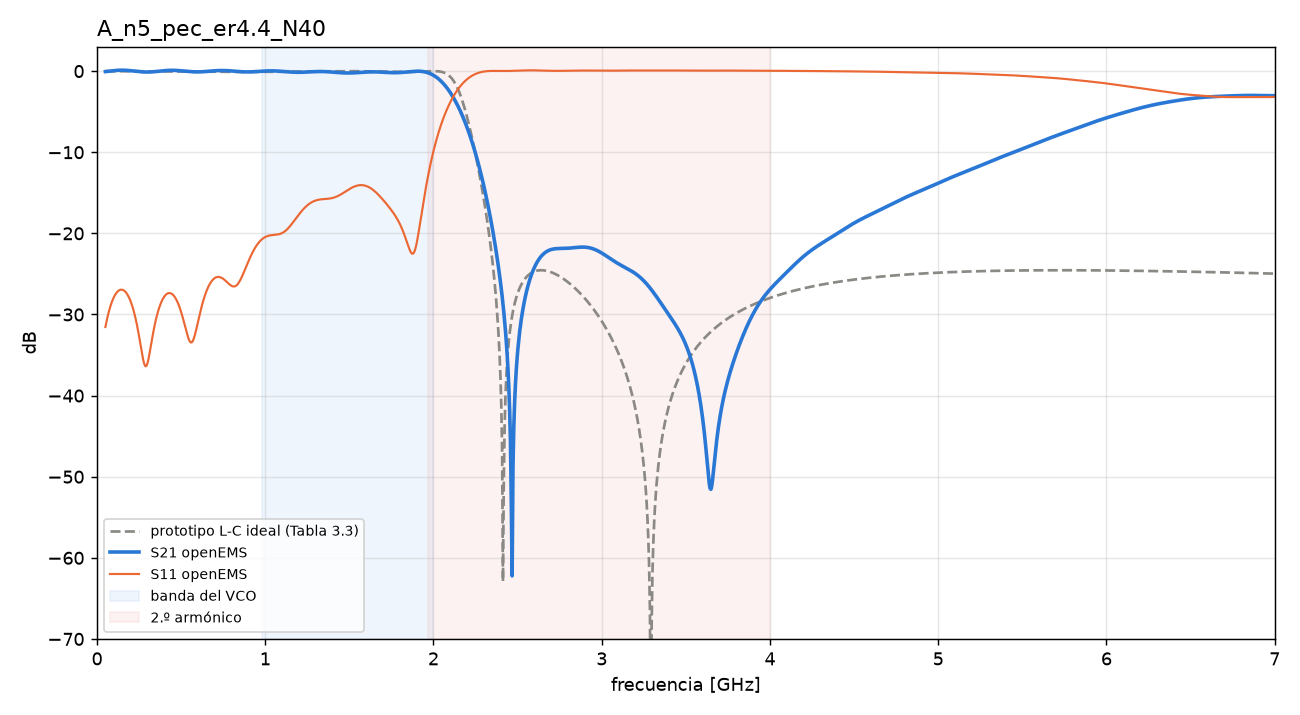 A_n5_pec_er4.4_N40
dB
0
−10
−20
−30
−40
−50
−60
−70
prototipo L-C ideal (Tabla 3.3)
S21 openEMS
S11 openEMS
banda del VCO
2.º armónico
0 1 2 3 4 5 6 7
frecuencia [GHz]